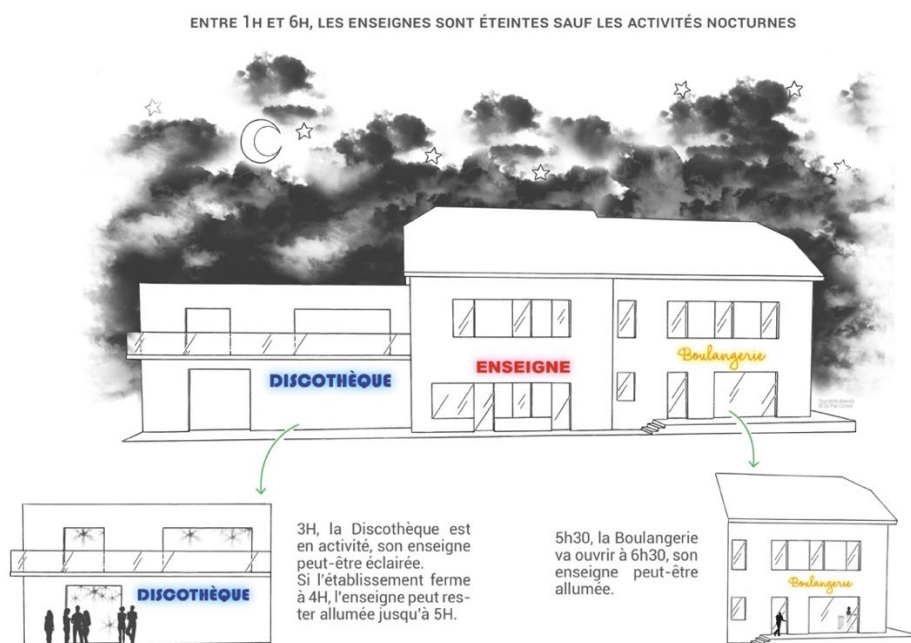 ENTRE 1H ET 6H, LES ENSEIGNES SONT ÉTEINTES SAUF LES ACTIVITÉS NOCTURNES
DISCOTHÈQUE
ENSEIGNE
Boulangerie
3H, la Discothèque est
en activité, son enseigne
peut-être éclairée.
Si l'établissement ferme
à 4H, l'enseigne peut res-
ter allumée jusqu'à 5H.
DISCOTHÈQUE
5h30, la Boulangerie
va ouvrir à 6h30, son
enseigne peut-être
allumée.
Boulangerie